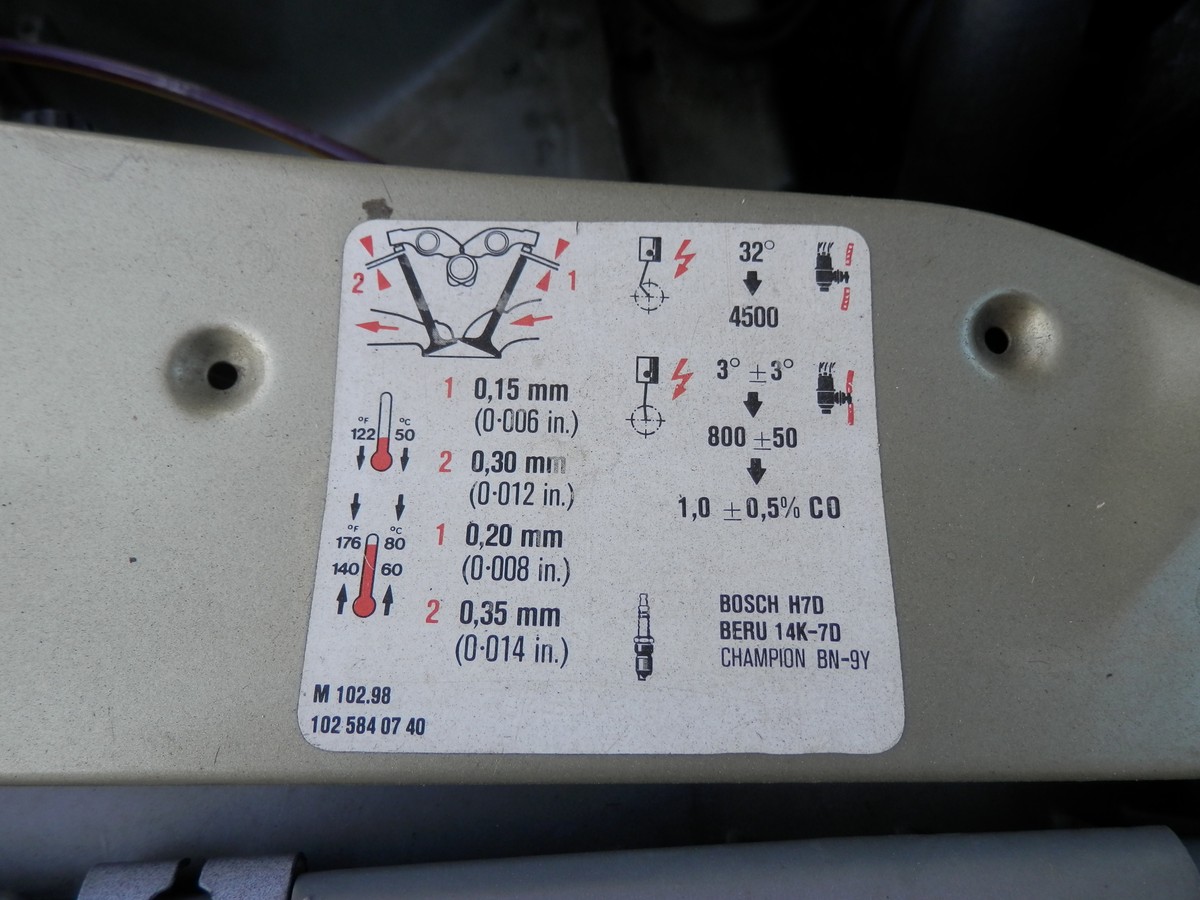 2
1
1 0,15 mm
(0·006 in.)
°F °C
122 50
2 0,30 mm
(0·012 in.)
°F °C
176 80
140 60
1 0,20 mm
(0·008 in.)
2 0,35 mm
(0·014 in.)
M 102.98
102 584 07 40
32°
4500
3° ±3°
800 ±50
1,0 ±0,5% CO
BOSCH H7D
BERU 14K-7D
CHAMPION BN-9Y